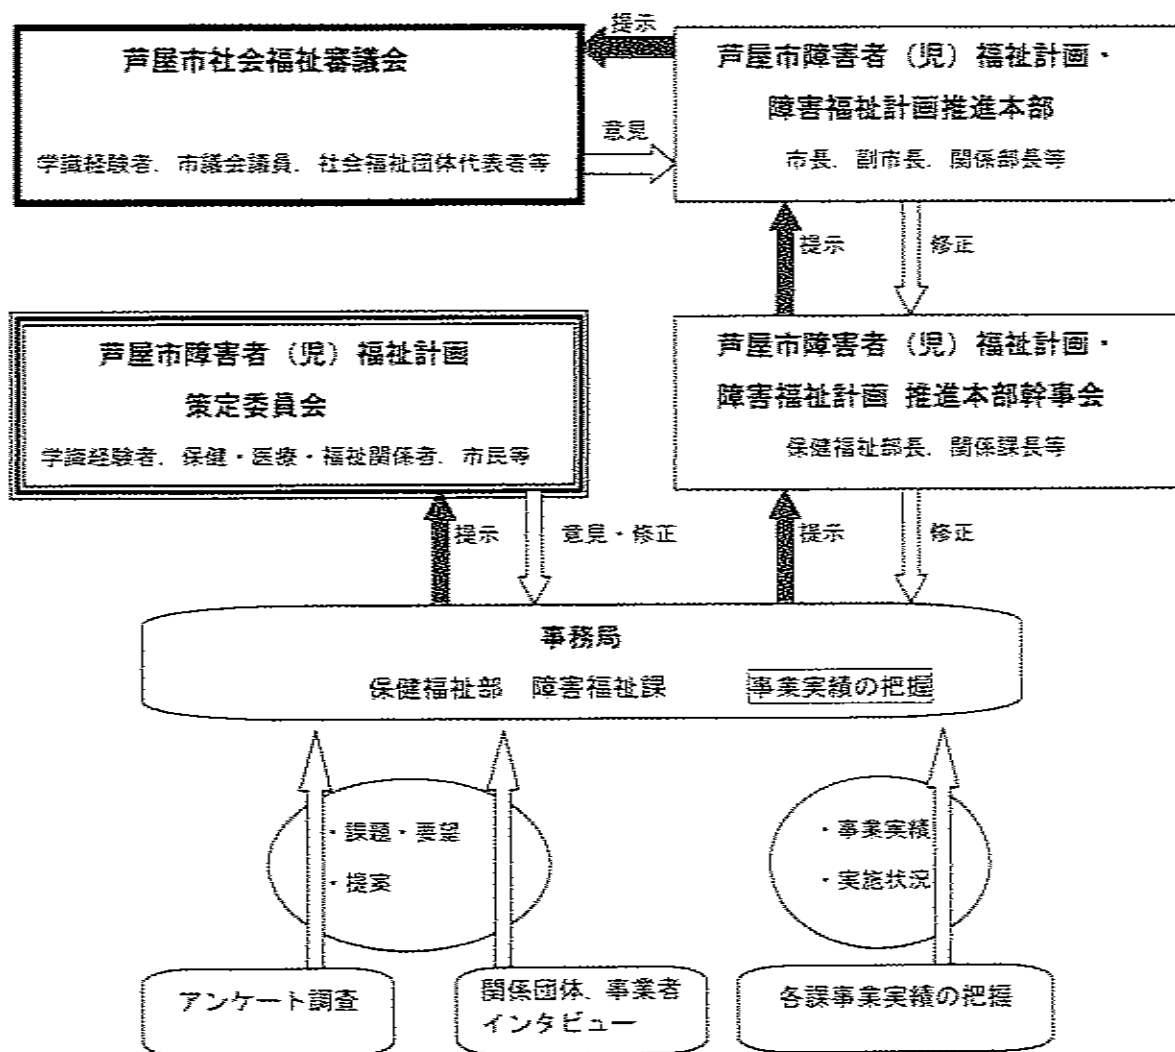 提示
芦屋市社会福祉審議会
学識経験者、市議会議員、社会福祉団体代表者等
意見
芦屋市障害者（児）福祉計画・
障害福祉計画推進本部
市長、副市長、関係部長等
提示
修正
芦屋市障害者（児）福祉計画
策定委員会
学識経験者、保健・医療・福祉関係者、市民等
芦屋市障害者（児）福祉計画・
障害福祉計画 推進本部幹事会
保健福祉部長、関係課長等
提示
意見・修正
提示
修正
事務局
保健福祉部 障害福祉課 事業実績の把握
・課題・要望
・提案
・事業実績
・実施状況
アンケート調査
関係団体、事業者
インタビュー
各課事業実績の把握